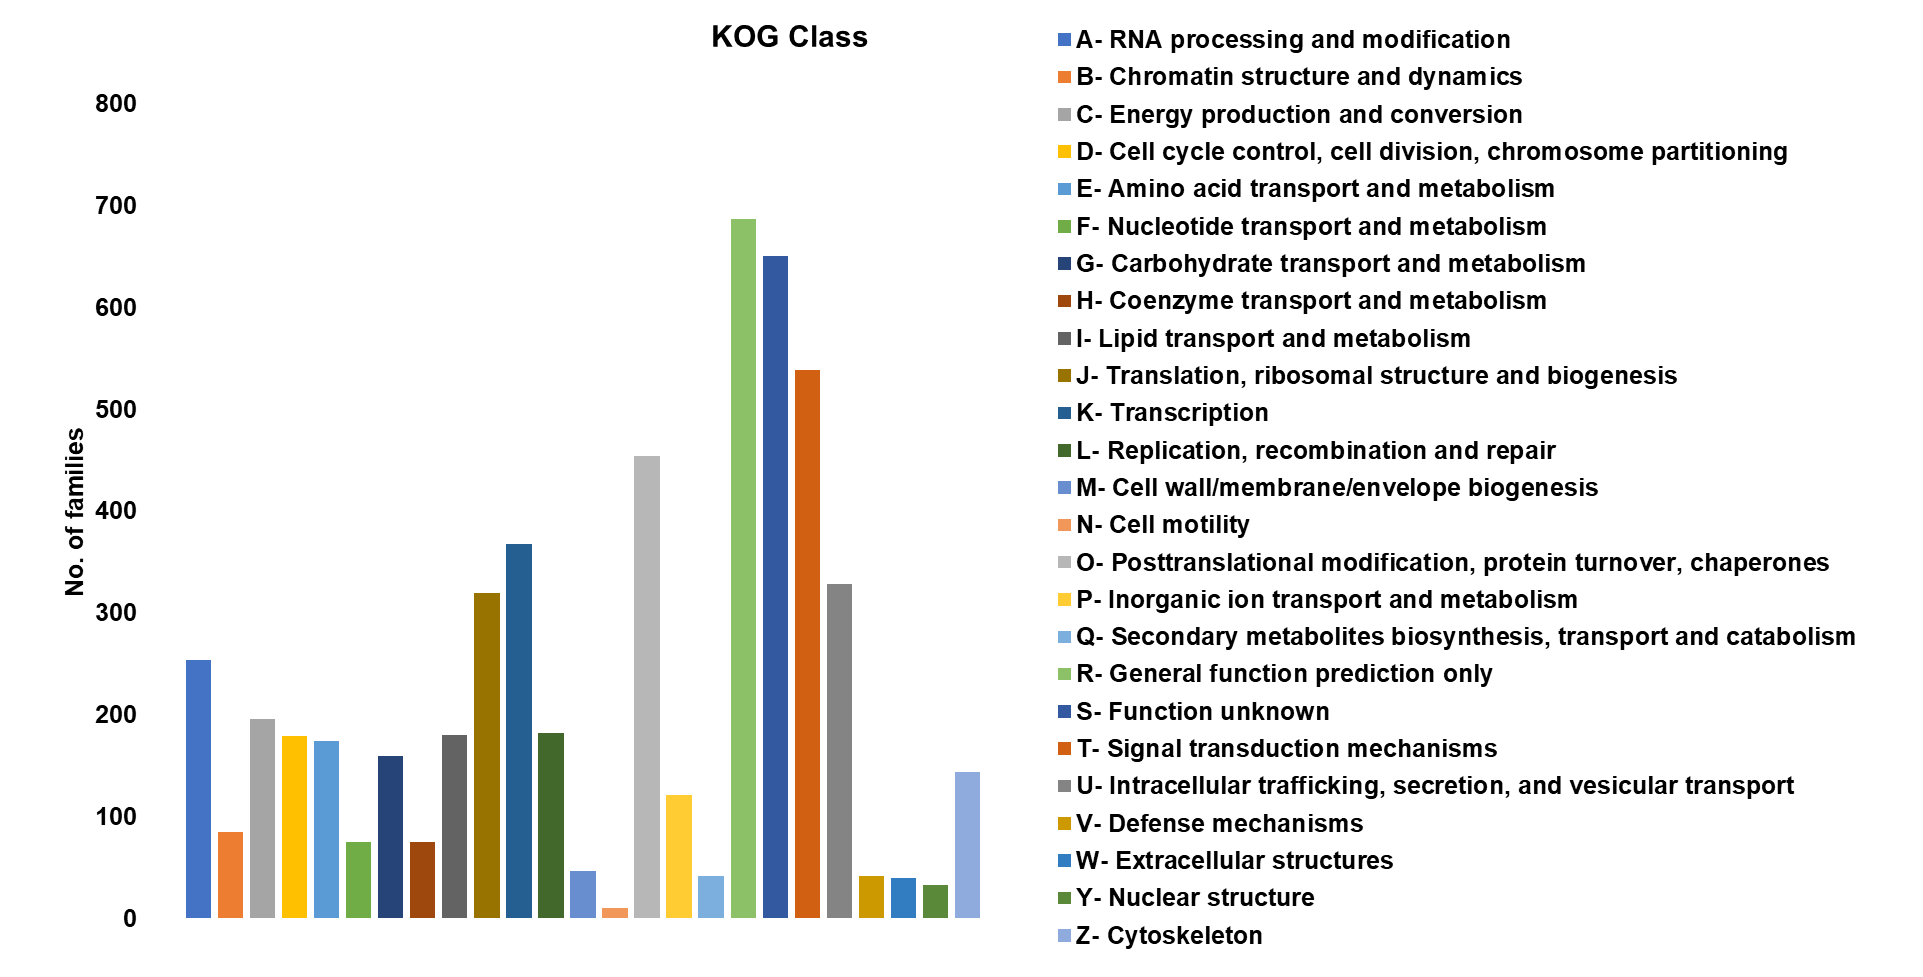 KOG Class
800
700
600
500
400
300
200
100
0
No. of families
A- RNA processing and modification
B- Chromatin structure and dynamics
C- Energy production and conversion
D- Cell cycle control, cell division, chromosome partitioning
E- Amino acid transport and metabolism
F- Nucleotide transport and metabolism
G- Carbohydrate transport and metabolism
H- Coenzyme transport and metabolism
I- Lipid transport and metabolism
J- Translation, ribosomal structure and biogenesis
K- Transcription
L- Replication, recombination and repair
M- Cell wall/membrane/envelope biogenesis
N- Cell motility
O- Posttranslational modification, protein turnover, chaperones
P- Inorganic ion transport and metabolism
Q- Secondary metabolites biosynthesis, transport and catabolism
R- General function prediction only
S- Function unknown
T- Signal transduction mechanisms
U- Intracellular trafficking, secretion, and vesicular transport
V- Defense mechanisms
W- Extracellular structures
Y- Nuclear structure
Z- Cytoskeleton